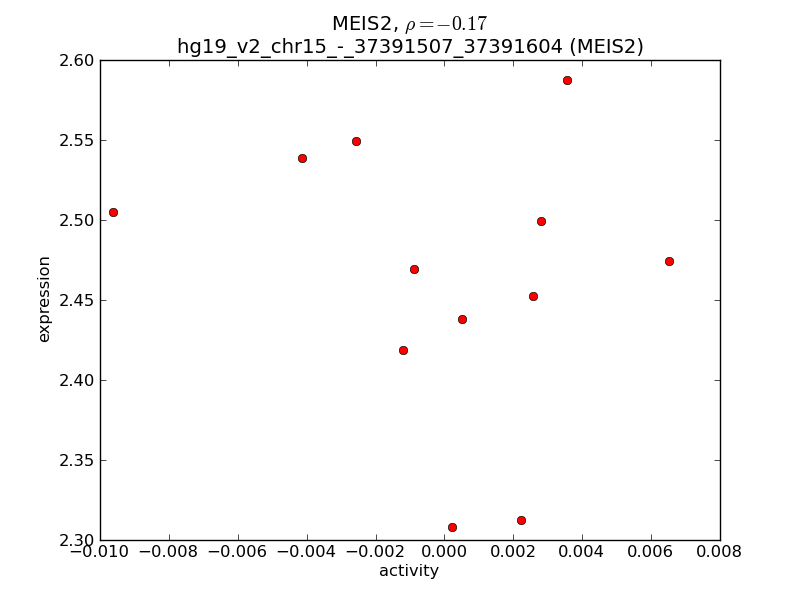 MEIS2, ρ = −0.17
hg19_v2_chr15_-_37391507_37391604 (MEIS2)
2.60
2.55
2.50
2.45
2.40
2.35
2.30
expression
−0.010 −0.008 −0.006 −0.004 −0.002 0.000 0.002 0.004 0.006 0.008
activity